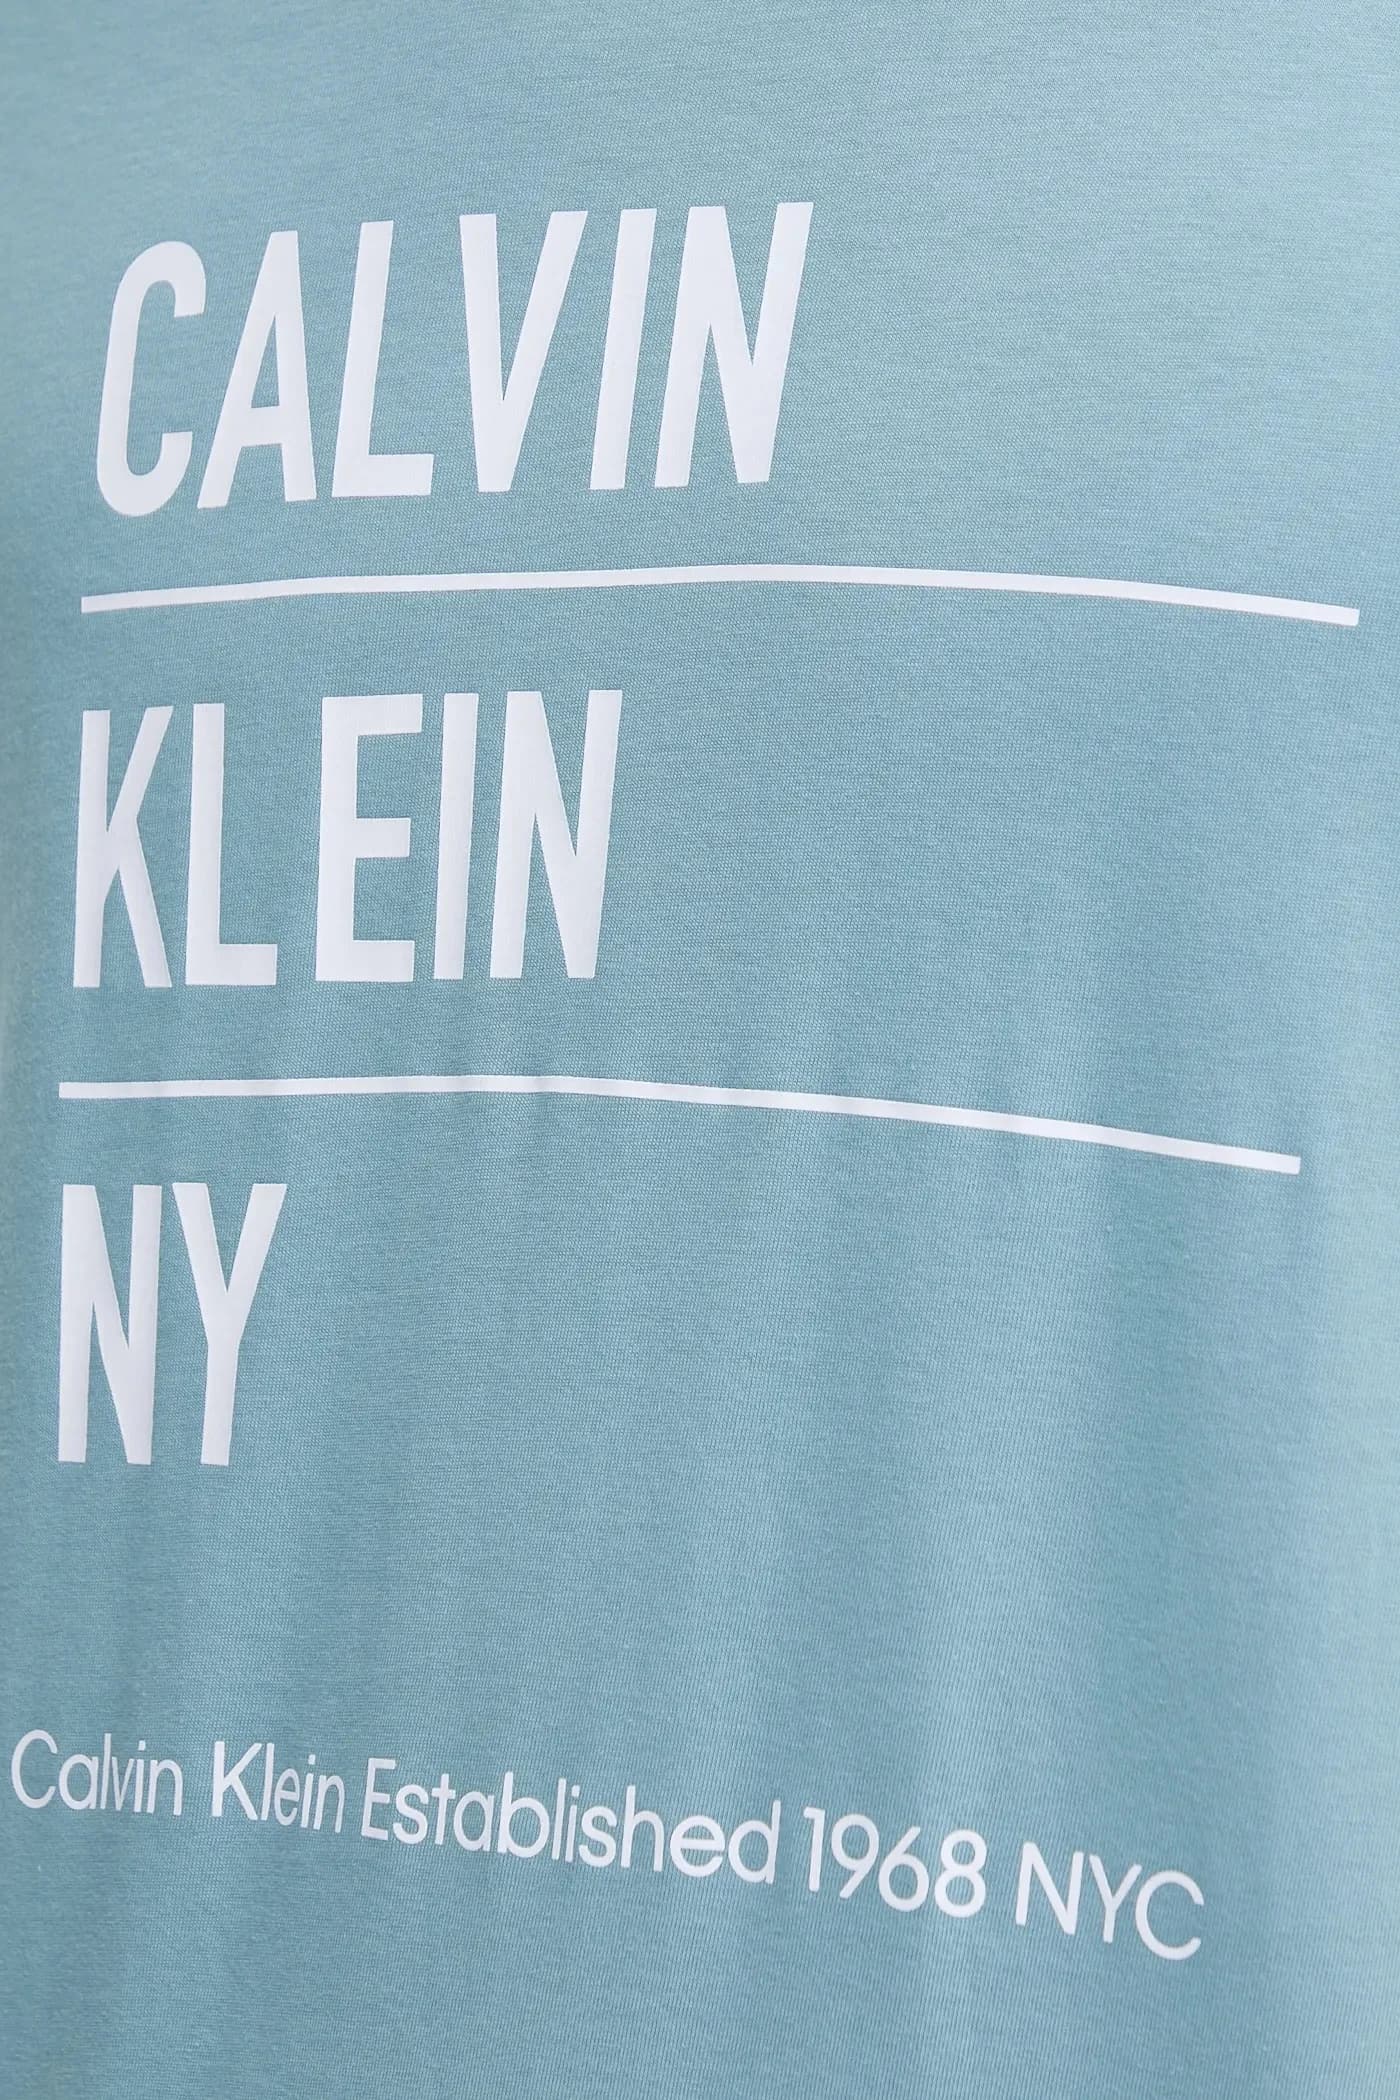 CALVIN
KLEIN
NY
Calvin Klein Established 1968 NYC